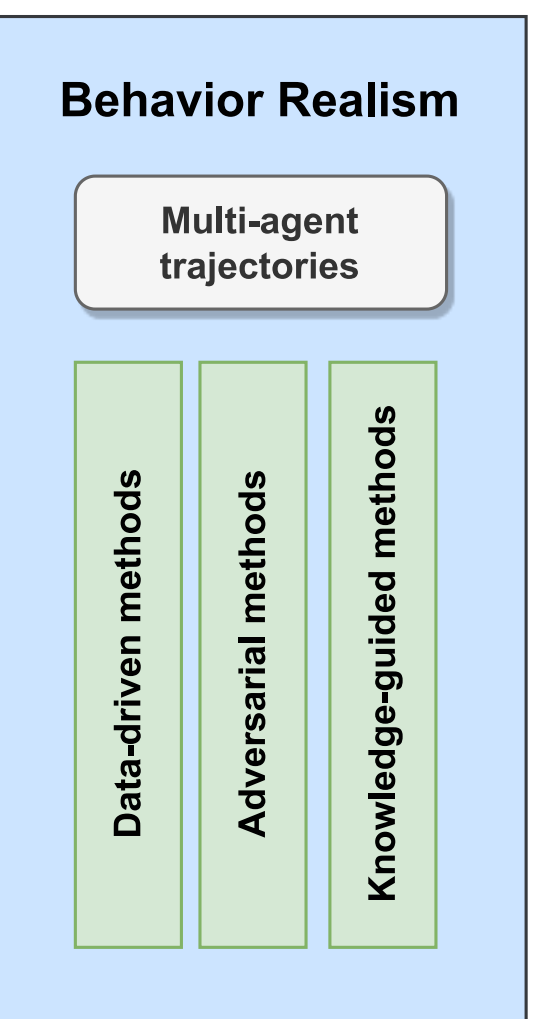 Behavior Realism
Multi-agent
trajectories
Data-driven methods
Adversarial methods
Knowledge-guided methods